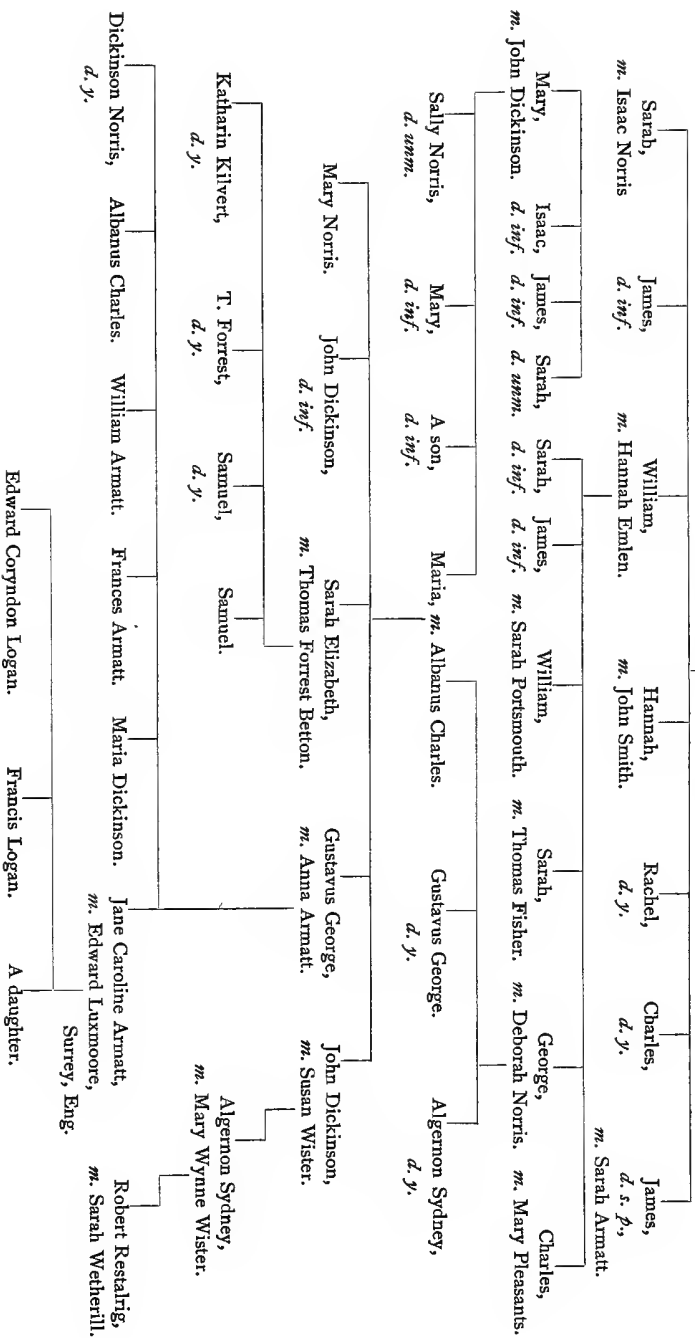 Sarah,
m. Isaac Norris
James,
d. inf.
William,
m. Hannah Emlen.
Hannah,
m. John Smith.
Rachel,
d. y.
Charles,
d. y.
James,
d. s. p.,
m. Sarah Armatt.
Mary,
m. John Dickinson.
Isaac,
d. inf.
James,
d. inf.
Sarah,
d. unm.
Sarah,
d. inf.
James,
d. inf.
William,
m. Sarah Portsmouth.
Sarah,
m. Thomas Fisher.
George,
m. Deborah Norris.
Charles,
m. Mary Pleasants.
Sally Norris,
d. unm.
Mary,
d. inf.
A son,
d. inf.
Maria, m. Albanus Charles.
Gustavus George.
d. y.
Algernon Sydney,
d. y.
Mary Norris.
John Dickinson,
d. inf.
Sarah Elizabeth,
m. Thomas Forrest Betton.
Gustavus George,
m. Anna Armatt.
John Dickinson,
m. Susan Wister.
Katharin Kilvert,
d. y.
T. Forrest,
d. y.
Samuel,
d. y.
Samuel.
Algernon Sydney,
m. Mary Wynne Wister.
Dickinson Norris,
d. y.
Albanus Charles.
William Armatt.
Frances Armatt.
Maria Dickinson.
Jane Caroline Armatt,
m. Edward Luxmoore,
Surrey, Eng.
Robert Restalrig,
m. Sarah Wetherill.
Edward Coryndon Logan.
Francis Logan.
A daughter.